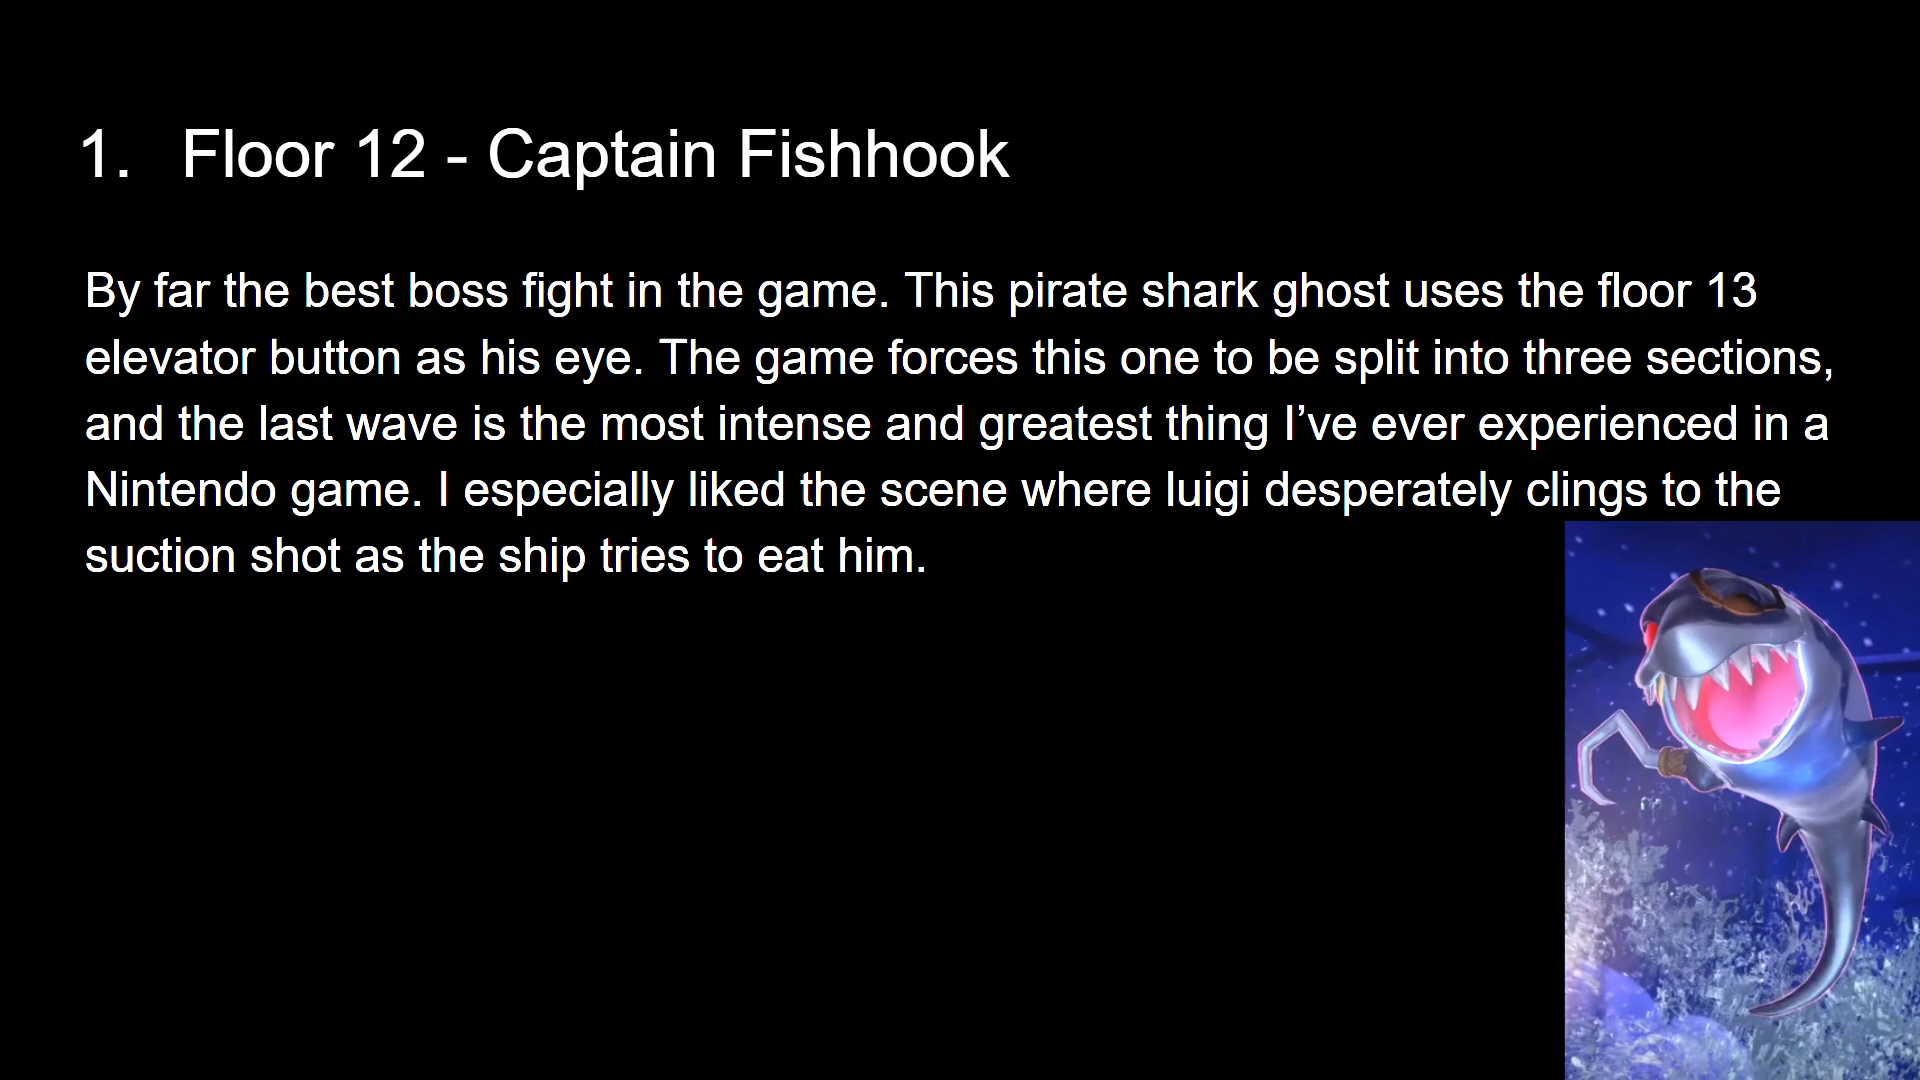 1. Floor 12 - Captain Fishhook
By far the best boss fight in the game. This pirate shark ghost uses the floor 13
elevator button as his eye. The game forces this one to be split into three sections,
and the last wave is the most intense and greatest thing I’ve ever experienced in a
Nintendo game. I especially liked the scene where luigi desperately clings to the
suction shot as the ship tries to eat him.